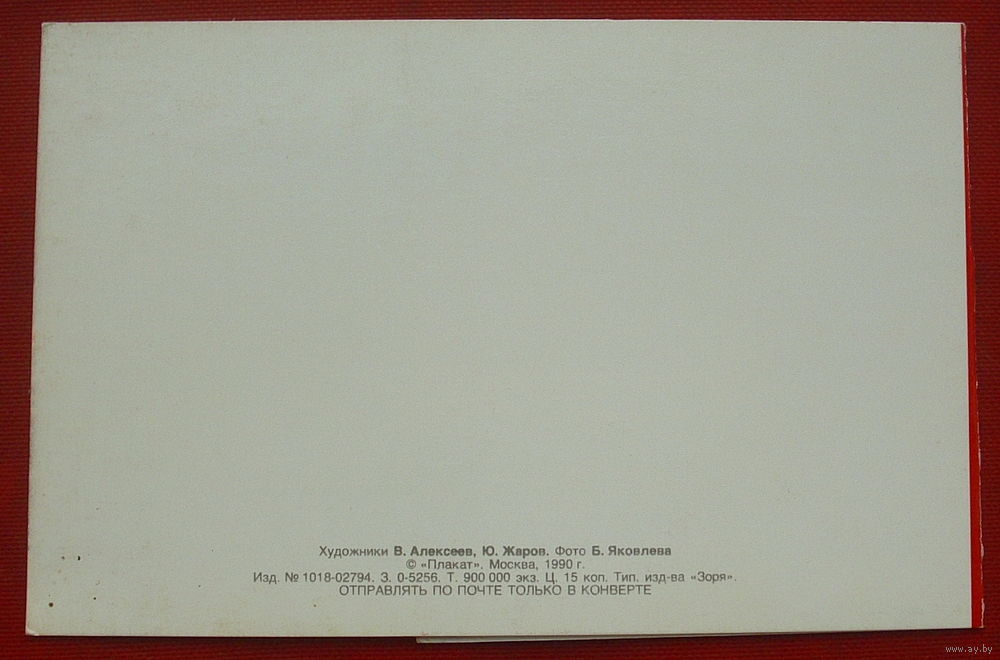 Художники В. Алексеев, Ю. Жаров. Фото Б. Яковлева
© «Плакат». Москва, 1990 г.
Изд. № 1018-02794. З. 0-5256. Т. 900 000 экз. Ц. 15 коп. Тип. изд-ва «Зоря».
ОТПРАВЛЯТЬ ПО ПОЧТЕ ТОЛЬКО В КОНВЕРТЕ
www.ay.by